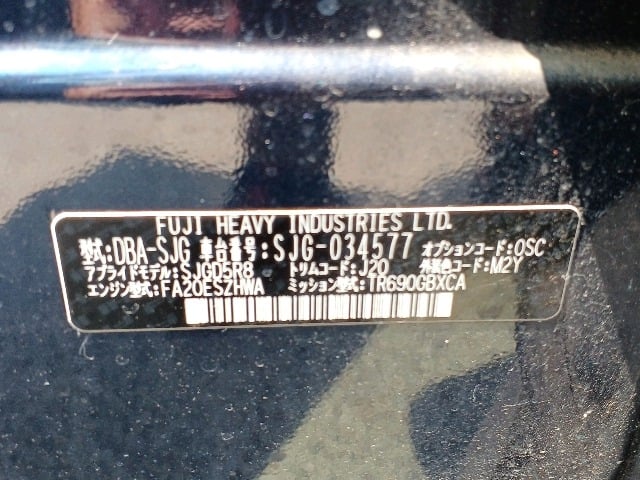 FUJI HEAVY INDUSTRIES LTD.
型式:DBA-SJG 車台番号:SJG-034577 オプションコード:OSC
アプライドモデル:SJGD5R8 トリムコード:J20 外装色コード:M2Y
エンジン型式:FA20ESZHWA ミッション型式:TR690GBXCA